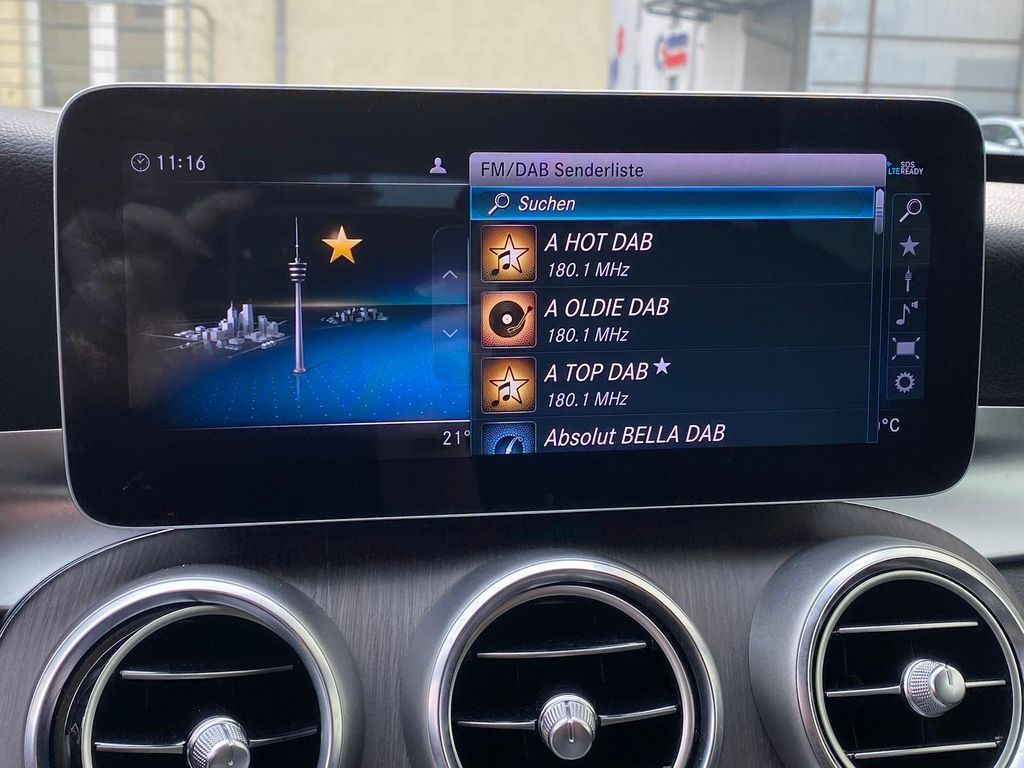 11:16
FM/DAB Senderliste
SOS
LTE READY
Suchen
A HOT DAB
180.1 MHz
A OLDIE DAB
180.1 MHz
A TOP DAB
180.1 MHz
Absolut BELLA DAB
21°
°C